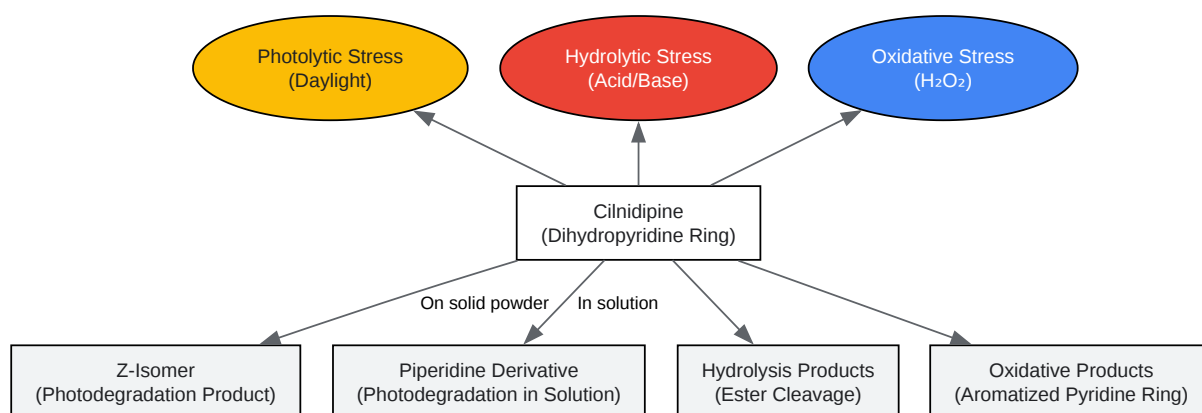 Photolytic Stress
(Daylight)
Hydrolytic Stress
(Acid/Base)
Oxidative Stress
(H₂O₂)
Cilnidipine
(Dihydropyridine Ring)
On solid powder
In solution
Z-Isomer
(Photodegradation Product)
Piperidine Derivative
(Photodegradation in Solution)
Hydrolysis Products
(Ester Cleavage)
Oxidative Products
(Aromatized Pyridine Ring)